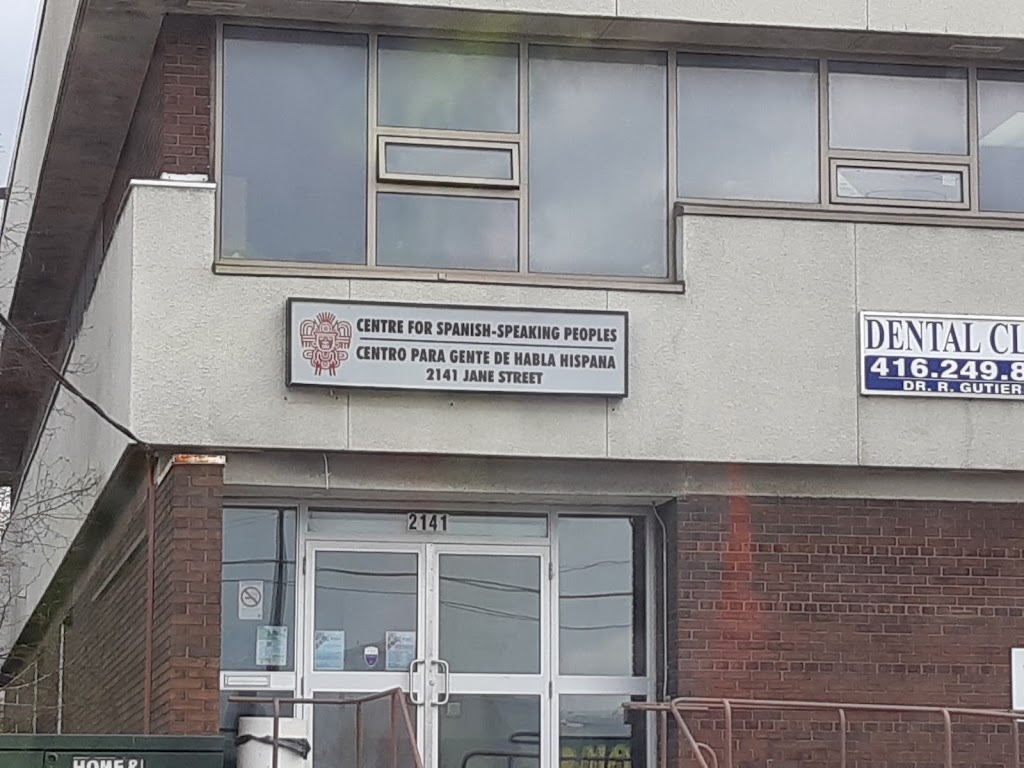 CENTRE FOR SPANISH-SPEAKING PEOPLES
CENTRO PARA GENTE DE HABLA HISPANA
2141 JANE STREET
DENTAL CL
416.249.8
DR. R. GUTIER
2141
HOME &